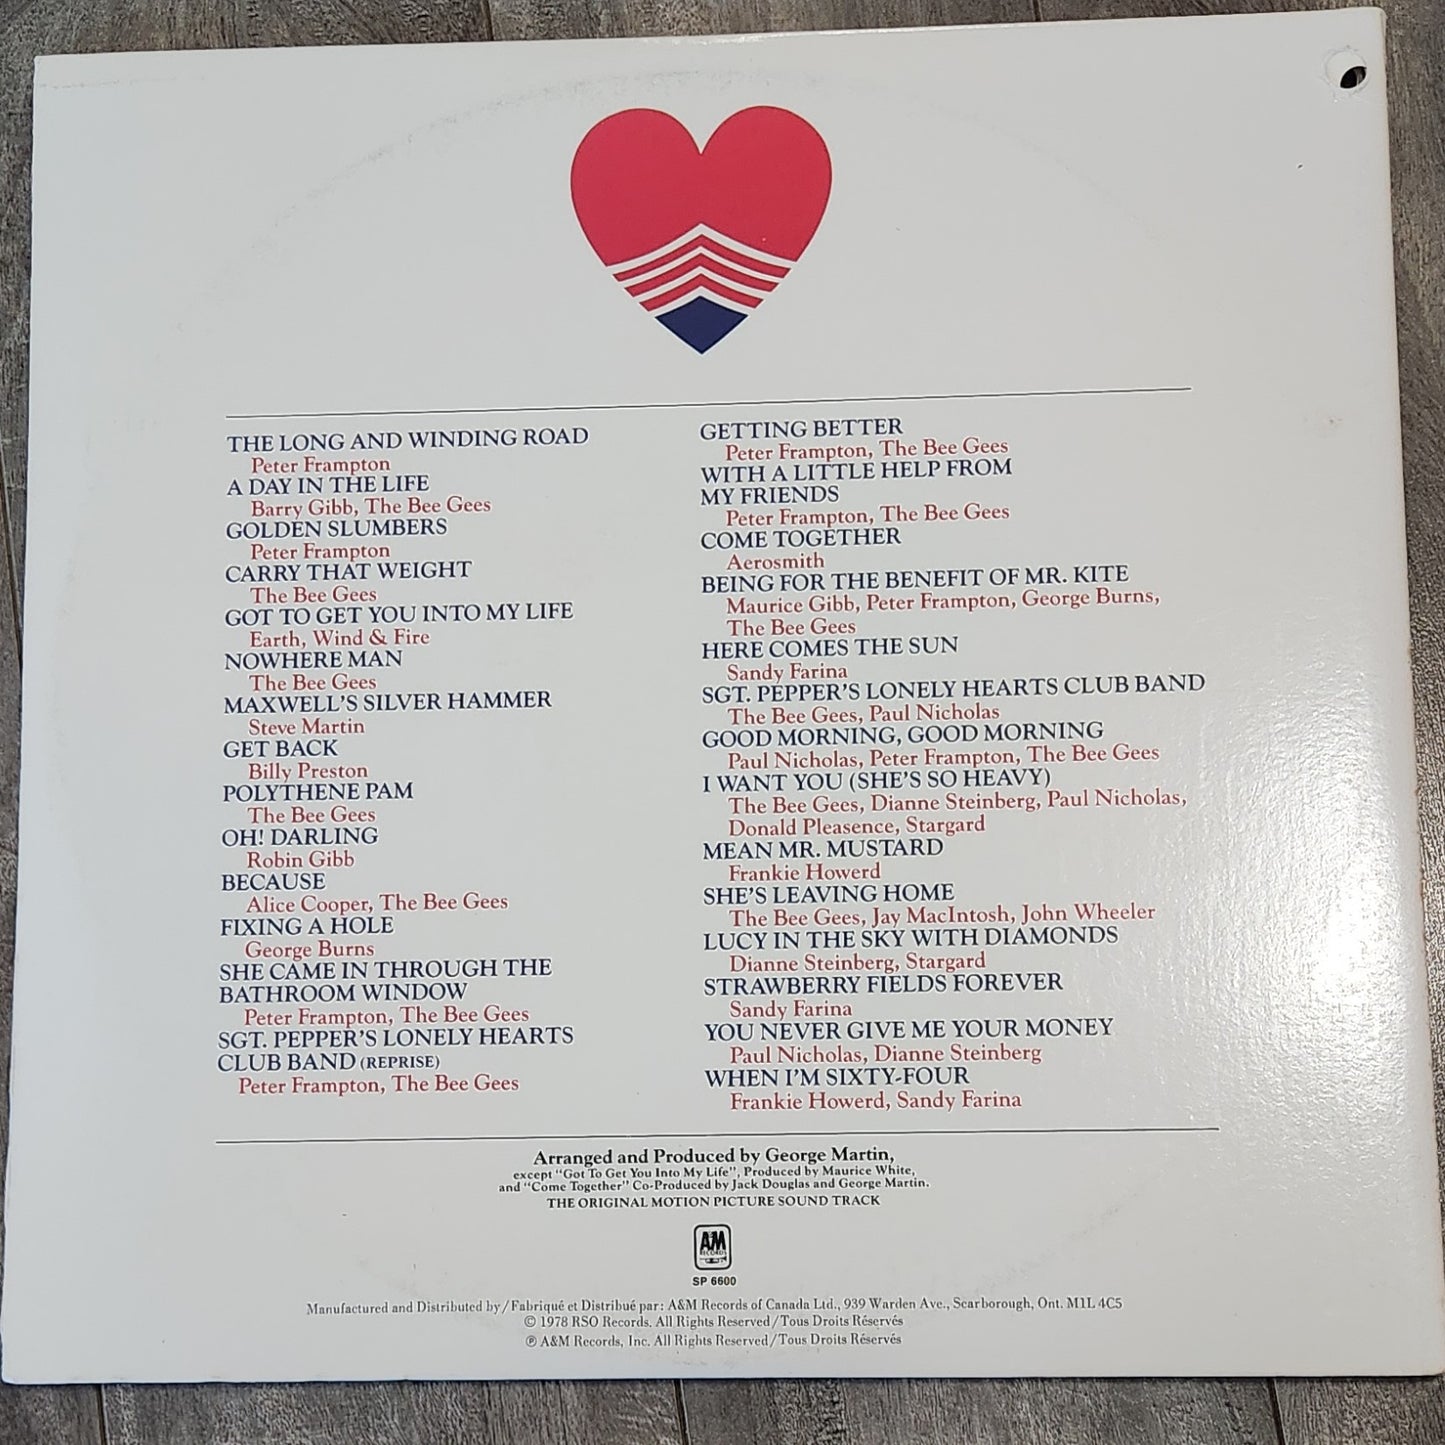 THE LONG AND WINDING ROAD
Peter Frampton
A DAY IN THE LIFE
Barry Gibb, The Bee Gees
GOLDEN SLUMBERS
Peter Frampton
CARRY THAT WEIGHT
The Bee Gees
GOT TO GET YOU INTO MY LIFE
Earth, Wind & Fire
NOWHERE MAN
The Bee Gees
MAXWELL'S SILVER HAMMER
Steve Martin
GET BACK
Billy Preston
POLYTHENE PAM
The Bee Gees
OH! DARLING
Robin Gibb
BECAUSE
Alice Cooper, The Bee Gees
FIXING A HOLE
George Burns
SHE CAME IN THROUGH THE
BATHROOM WINDOW
Peter Frampton, The Bee Gees
SGT. PEPPER'S LONELY HEARTS
CLUB BAND (REPRISE)
Peter Frampton, The Bee Gees
GETTING BETTER
Peter Frampton, The Bee Gees
WITH A LITTLE HELP FROM
MY FRIENDS
Peter Frampton, The Bee Gees
COME TOGETHER
Aerosmith
BEING FOR THE BENEFIT OF MR. KITE
Maurice Gibb, Peter Frampton, George Burns,
The Bee Gees
HERE COMES THE SUN
Sandy Farina
SGT. PEPPER'S LONELY HEARTS CLUB BAND
The Bee Gees, Paul Nicholas
GOOD MORNING, GOOD MORNING
Paul Nicholas, Peter Frampton, The Bee Gees
I WANT YOU (SHE'S SO HEAVY)
The Bee Gees, Dianne Steinberg, Paul Nicholas,
Donald Pleasence, Stargard
MEAN MR. MUSTARD
Frankie Howerd
SHE'S LEAVING HOME
The Bee Gees, Jay MacIntosh, John Wheeler
LUCY IN THE SKY WITH DIAMONDS
Dianne Steinberg, Stargard
STRAWBERRY FIELDS FOREVER
Sandy Farina
YOU NEVER GIVE ME YOUR MONEY
Paul Nicholas, Dianne Steinberg
WHEN I'M SIXTY-FOUR
Frankie Howerd, Sandy Farina
Arranged and Produced by George Martin,
except "Got To Get You Into My Life", Produced by Maurice White,
and "Come Together" Co-Produced by Jack Douglas and George Martin.
THE ORIGINAL MOTION PICTURE SOUND TRACK
A&M
RECORDS
SP 6600
Manufactured and Distributed by/Fabriqué et Distribué par: A&M Records of Canada Ltd., 939 Warden Ave., Scarborough, Ont. M1L 4C5
© 1978 RSO Records. All Rights Reserved/Tous Droits Réservés
℗ A&M Records, Inc. All Rights Reserved/Tous Droits Réservés